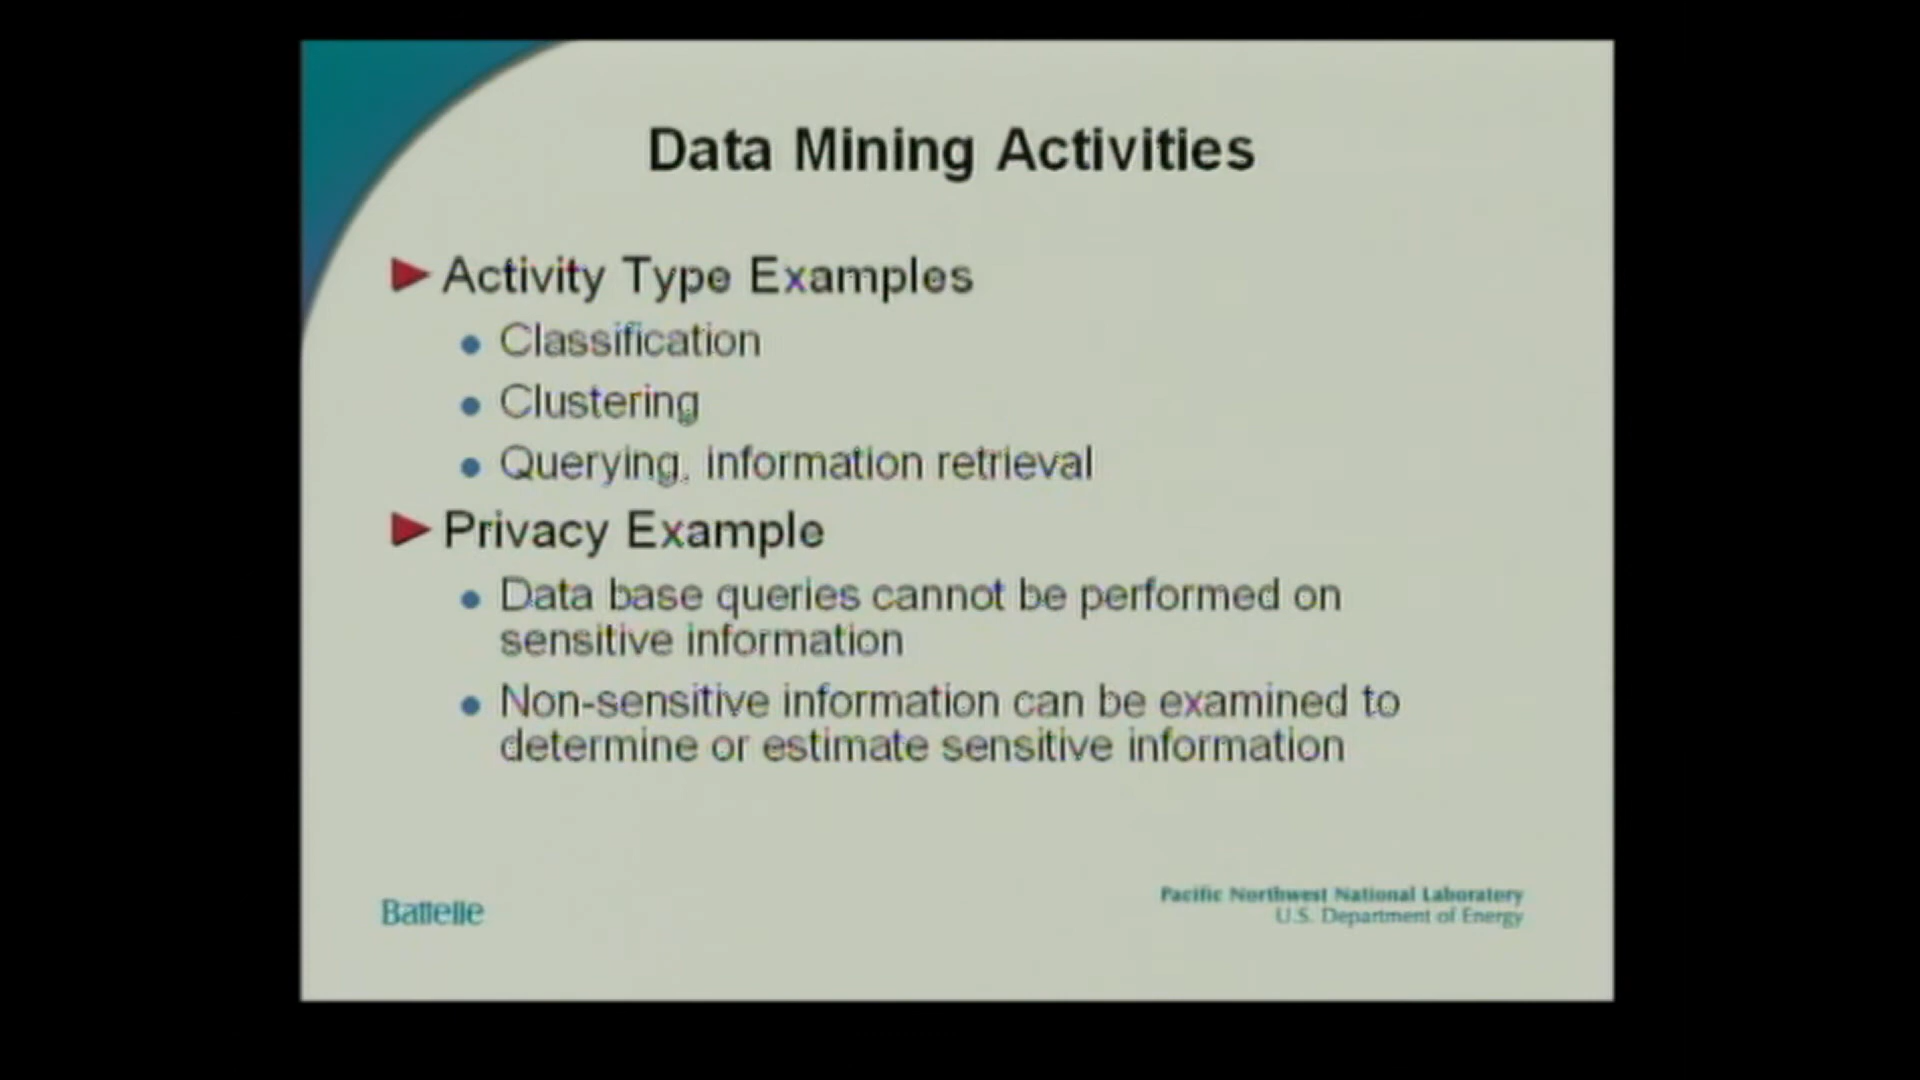 Data Mining Activities
Activity Type Examples
Classification
Clustering
Querying, information retrieval
Privacy Example
Data base queries cannot be performed on
sensitive information
Non-sensitive information can be examined to
determine or estimate sensitive information
Battelle
Pacific Northwest National Laboratory
U.S. Department of Energy